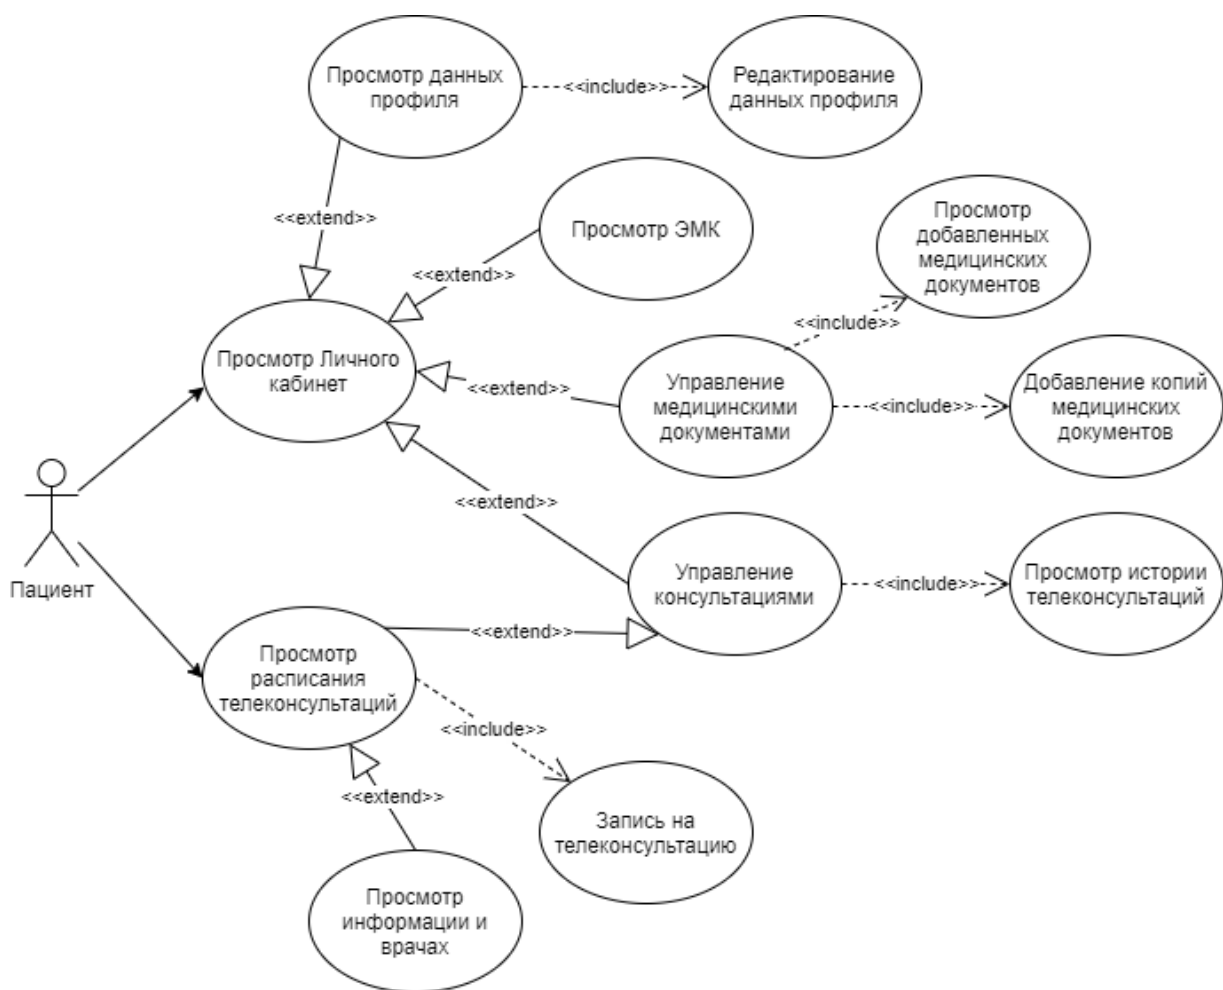 Просмотр данных
профиля
<<include>>
Редактирование
данных профиля
<<extend>>
Просмотр ЭМК
<<extend>>
Просмотр
добавленных
медицинских
документов
<<include>>
Просмотр Личного
кабинет
<<extend>>
Управление
медицинскими
документами
<<include>>
Добавление копий
медицинских
документов
<<extend>>
Пациент
Управление
консультациями
<<include>>
Просмотр истории
телеконсультаций
<<extend>>
Просмотр
расписания
телеконсультаций
<<include>>
<<extend>>
Запись на
телеконсультацию
Просмотр
информации и
врачах